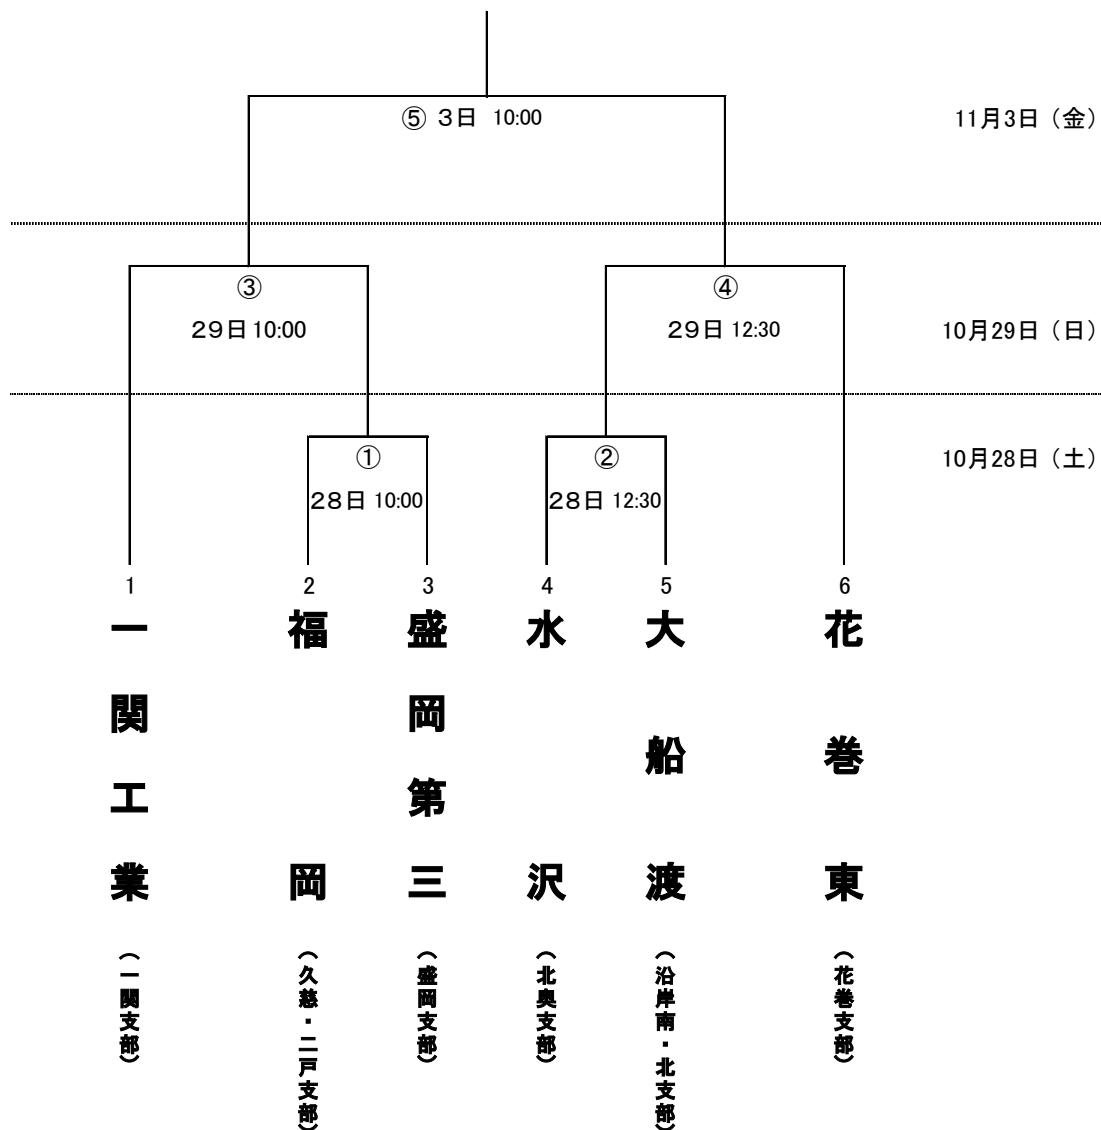 ⑤ ３日 10:00
11月3日（金）
③
④
２９日 10:00
２９日 12:30
10月29日（日）
①
②
10月28日（土）
２８日 10:00
２８日 12:30
1
2
3
4
5
6
一関工業
福岡
盛岡第三
水沢
大船渡
花巻東
（一関支部）
（久慈・二戸支部）
（盛岡支部）
（北奥支部）
（沿岸南・北支部）
（花巻支部）